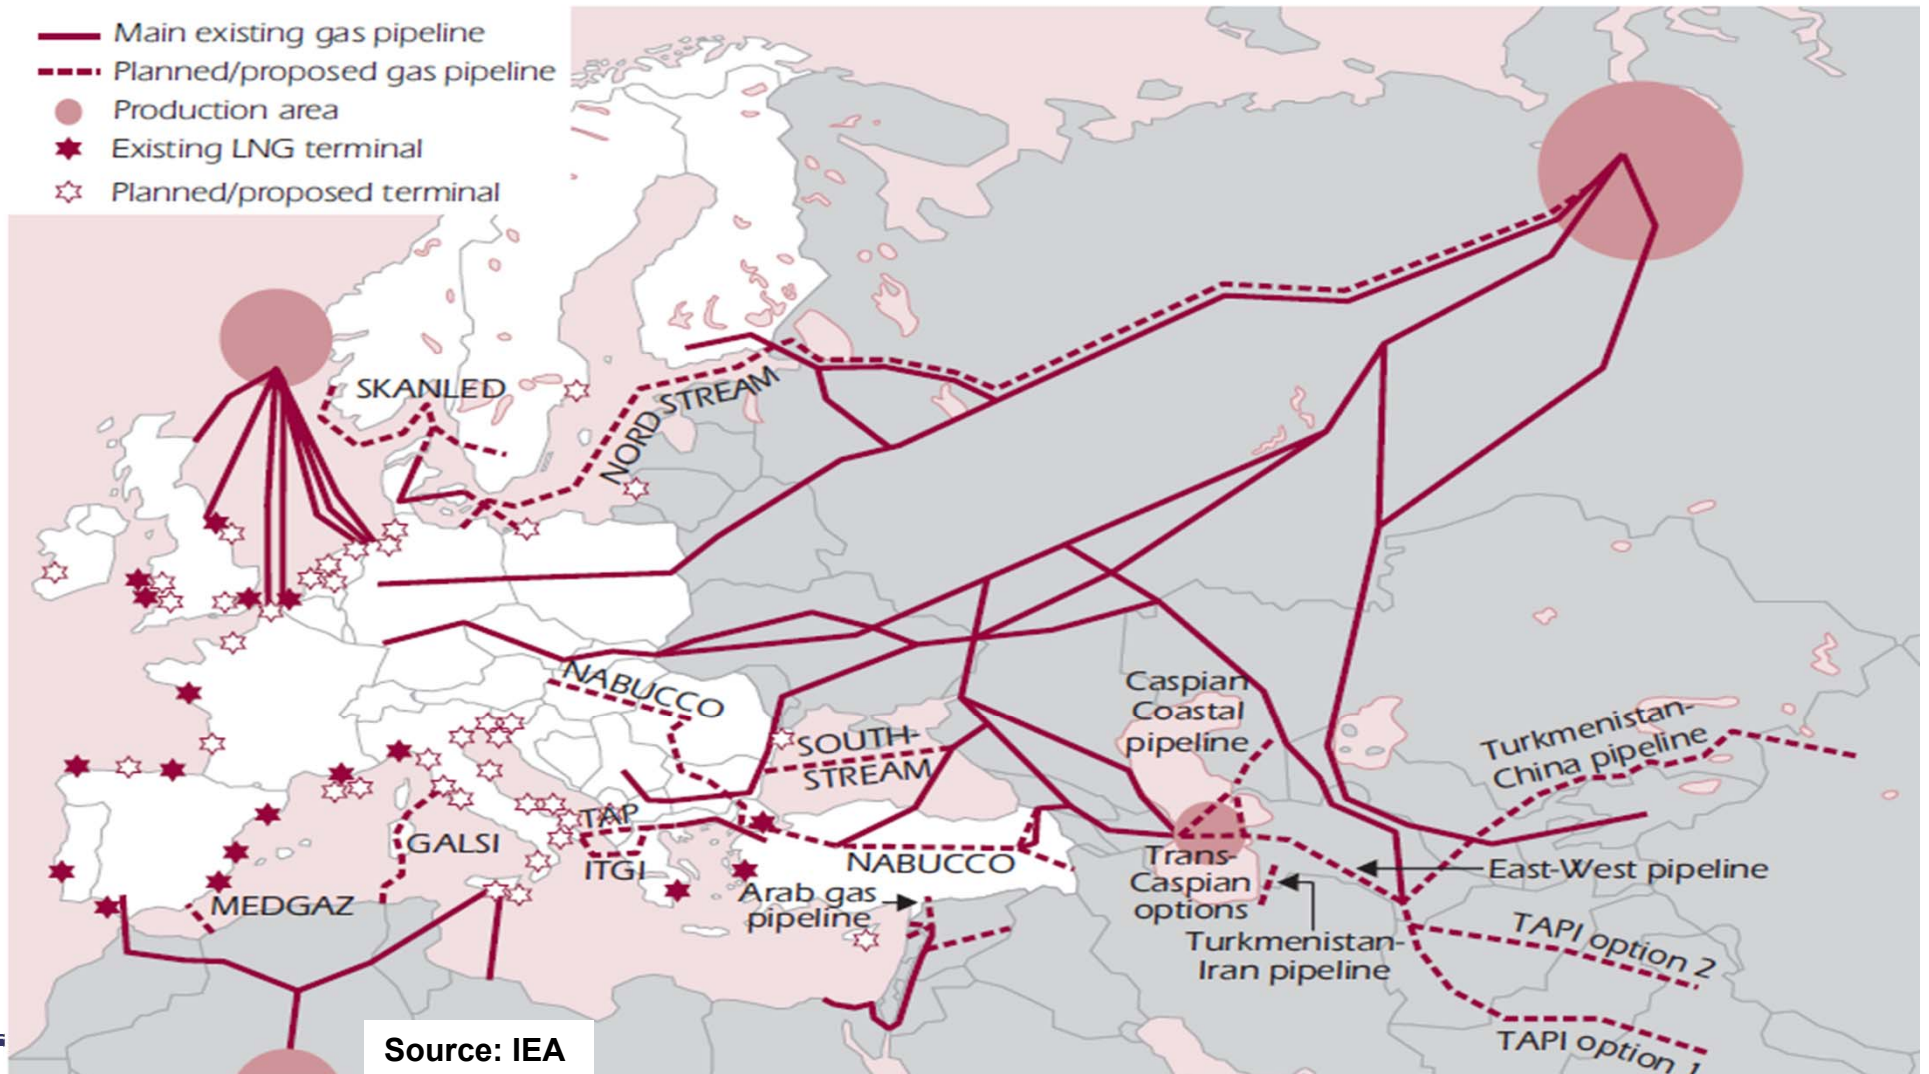 Main existing gas pipeline
Planned/proposed gas pipeline
Production area
Existing LNG terminal
Planned/proposed terminal
SKANLED
NORD STREAM
NABUCCO
Caspian
Coastal
pipeline
SOUTH-
STREAM
Turkmenistan-
China pipeline
TAP
GALSI
ITGI
NABUCCO
Trans-
Caspian
options
East-West pipeline
MEDGAZ
Arab gas
pipeline
Turkmenistan-
Iran pipeline
TAPI option 2
TAPI option 1
Source: IEA